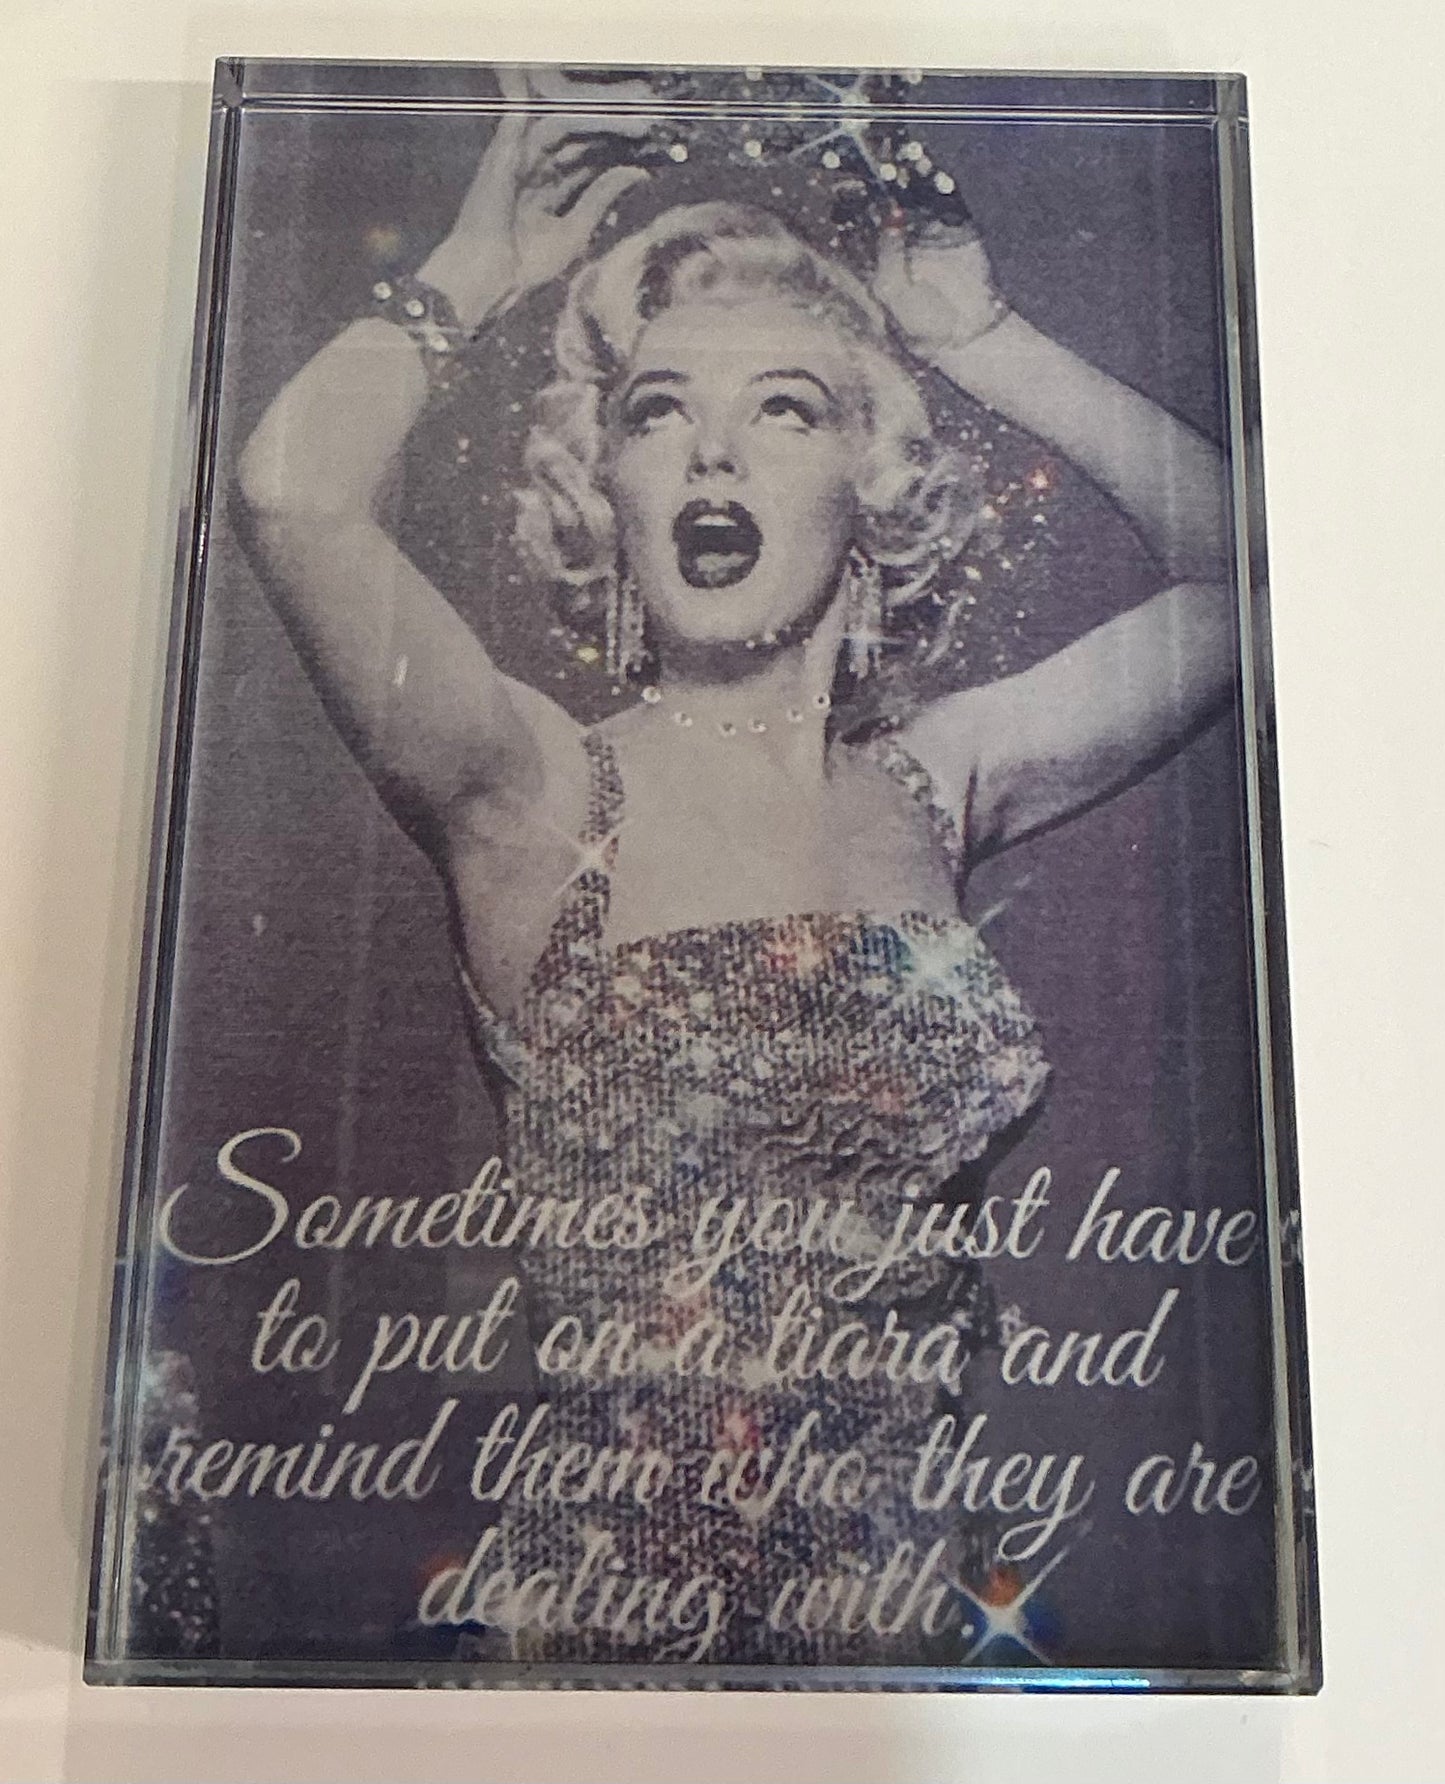 Sometimes you just have
to put on a tiara and
remind them who they are
dealing with.